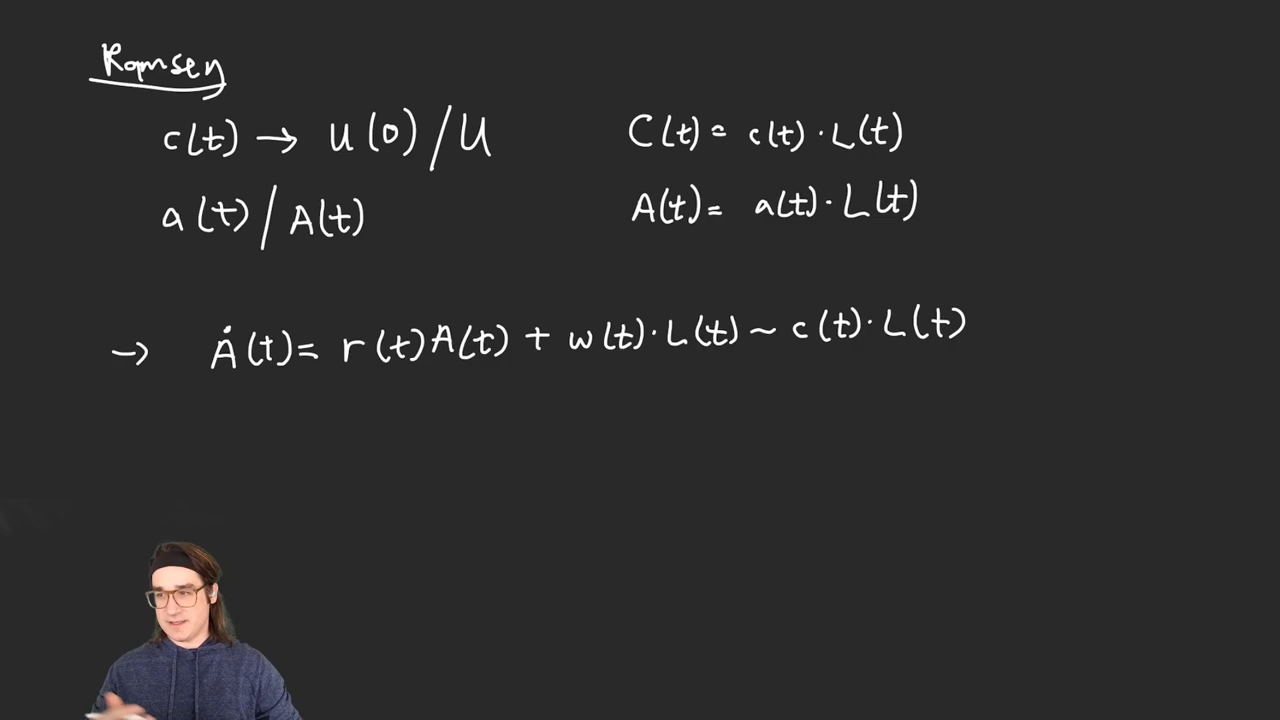 Ramsey
c(t) → U(0)/U
C(t) = c(t)·L(t)
a(t)/A(t)
A(t) = a(t)·L(t)
→ Ȧ(t) = r(t)A(t) + w(t)·L(t) − c(t)·L(t)